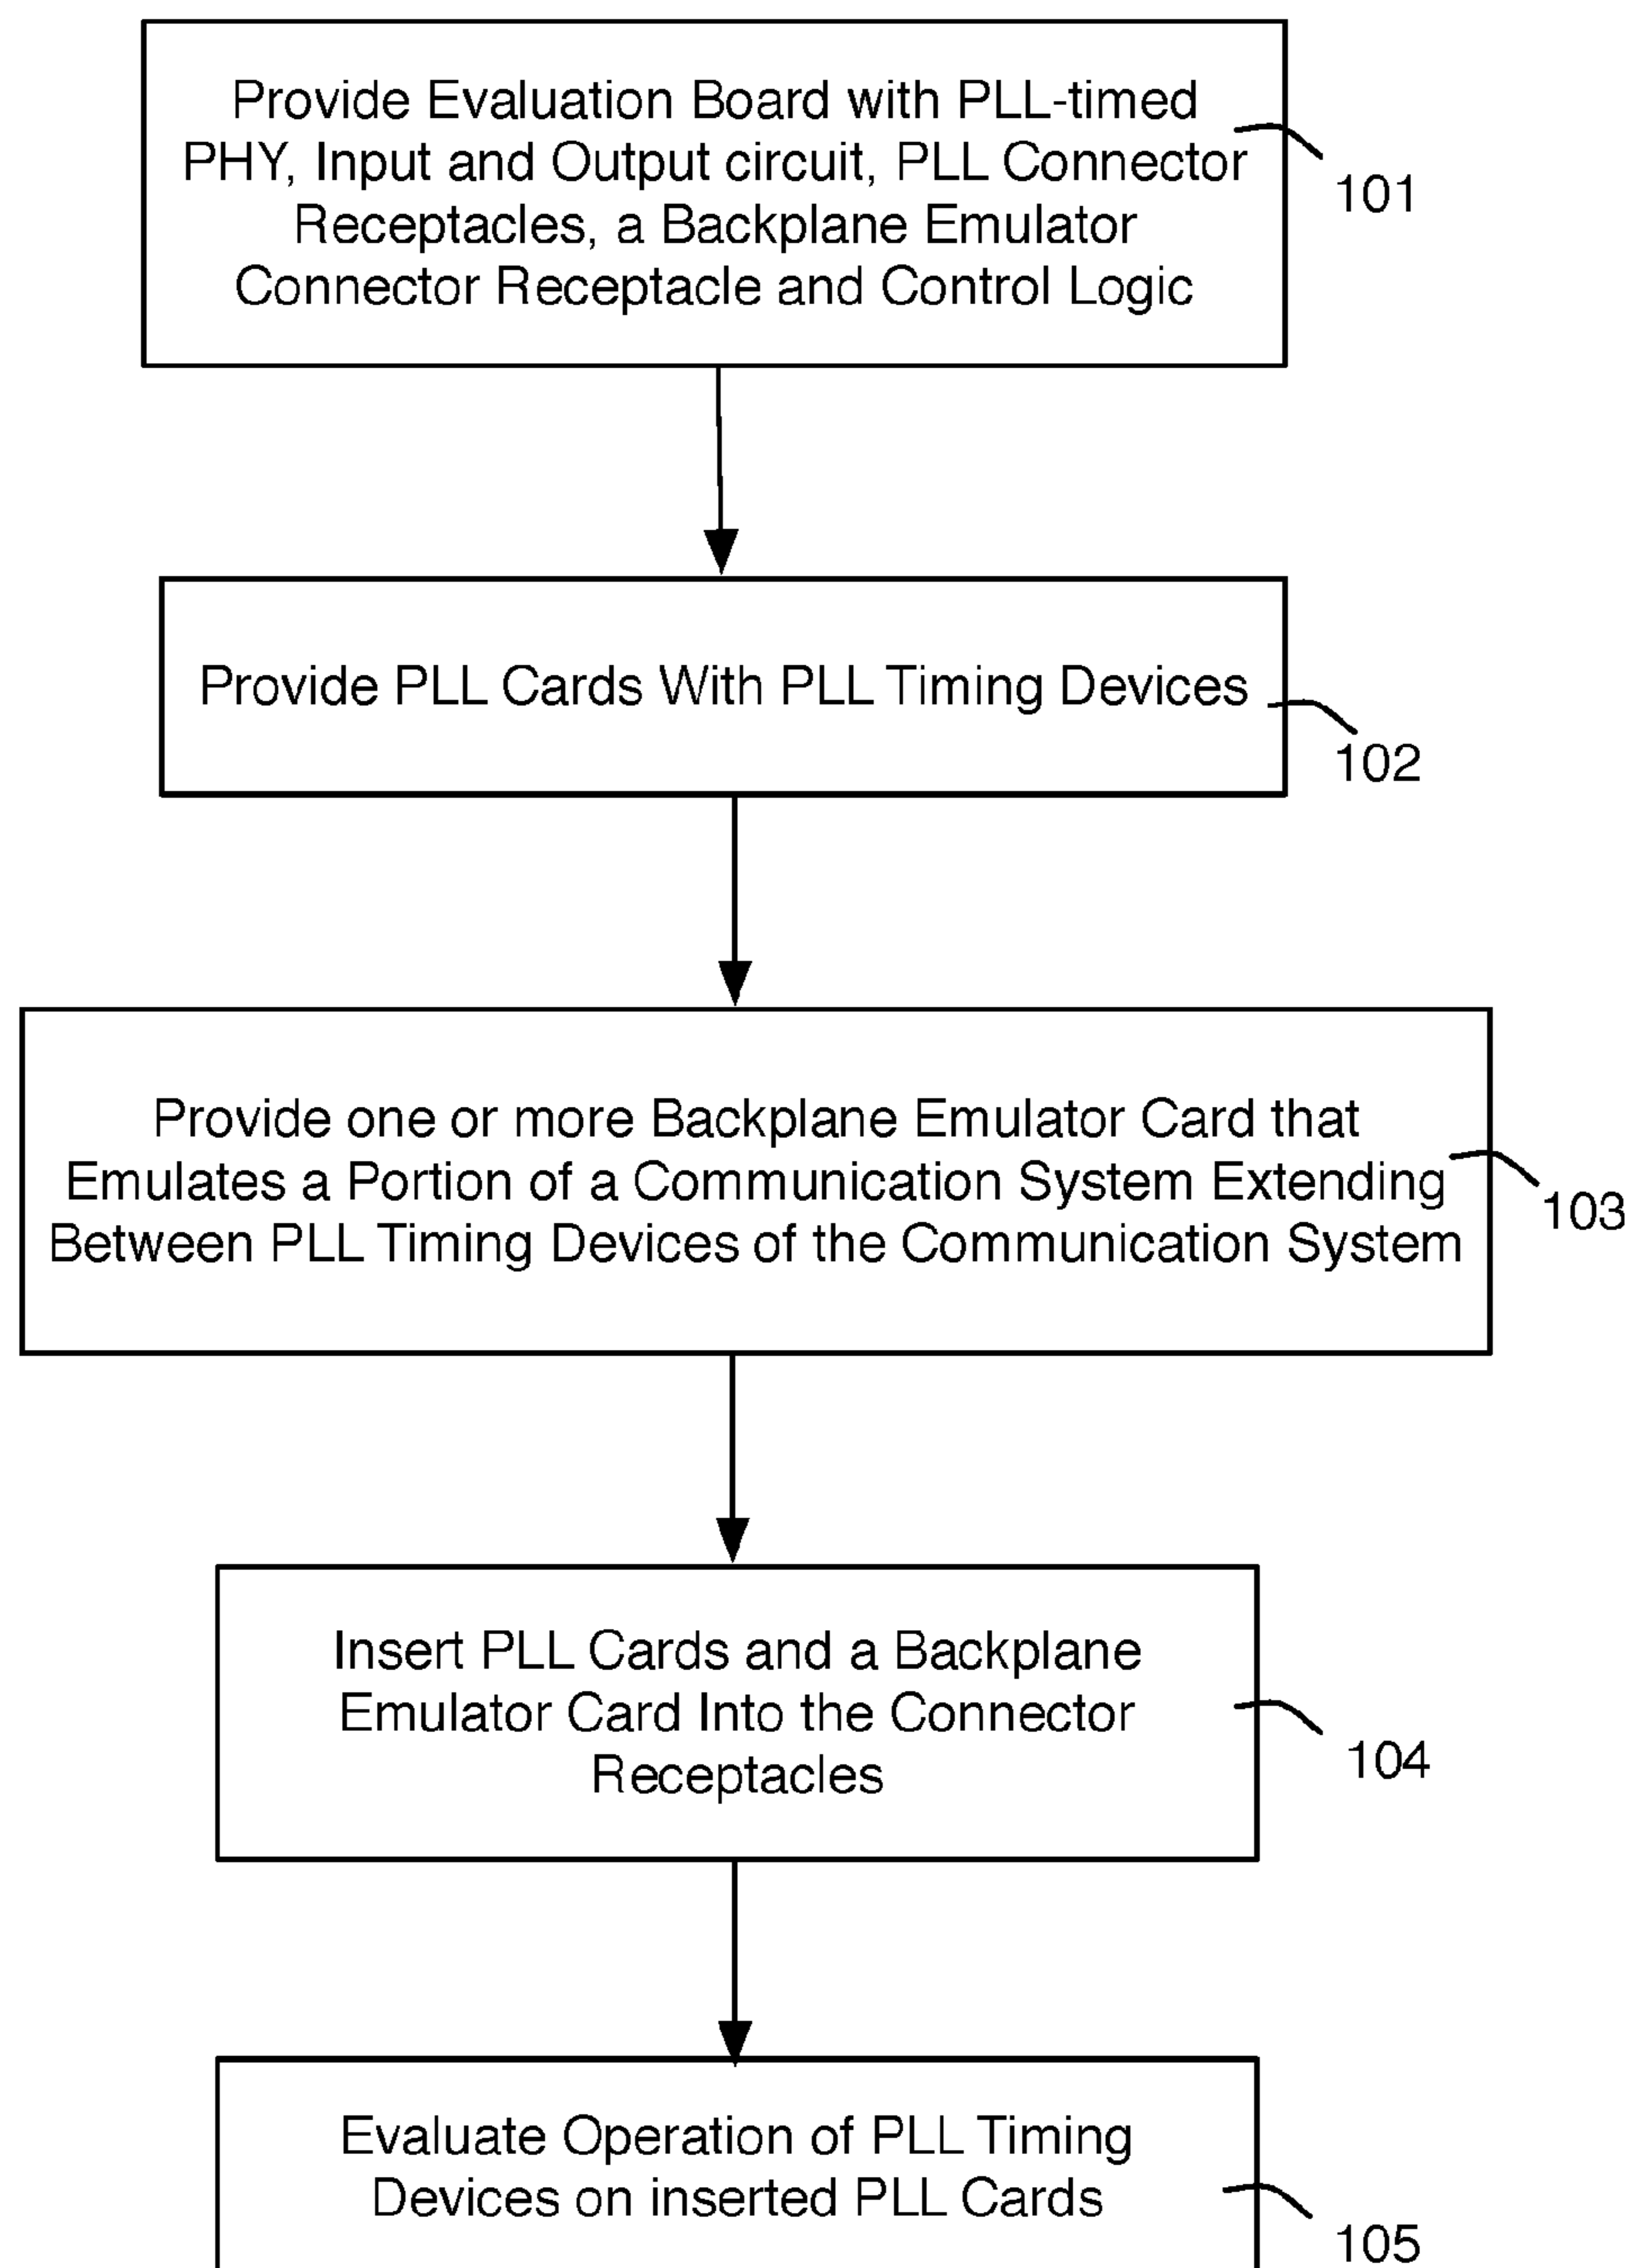 Provide Evaluation Board with PLL-timed
PHY, Input and Output circuit, PLL Connector
Receptacles, a Backplane Emulator
Connector Receptacle and Control Logic
101
Provide PLL Cards With PLL Timing Devices
102
Provide one or more Backplane Emulator Card that
Emulates a Portion of a Communication System Extending
Between PLL Timing Devices of the Communication System
103
Insert PLL Cards and a Backplane
Emulator Card Into the Connector
Receptacles
104
Evaluate Operation of PLL Timing
Devices on inserted PLL Cards
105